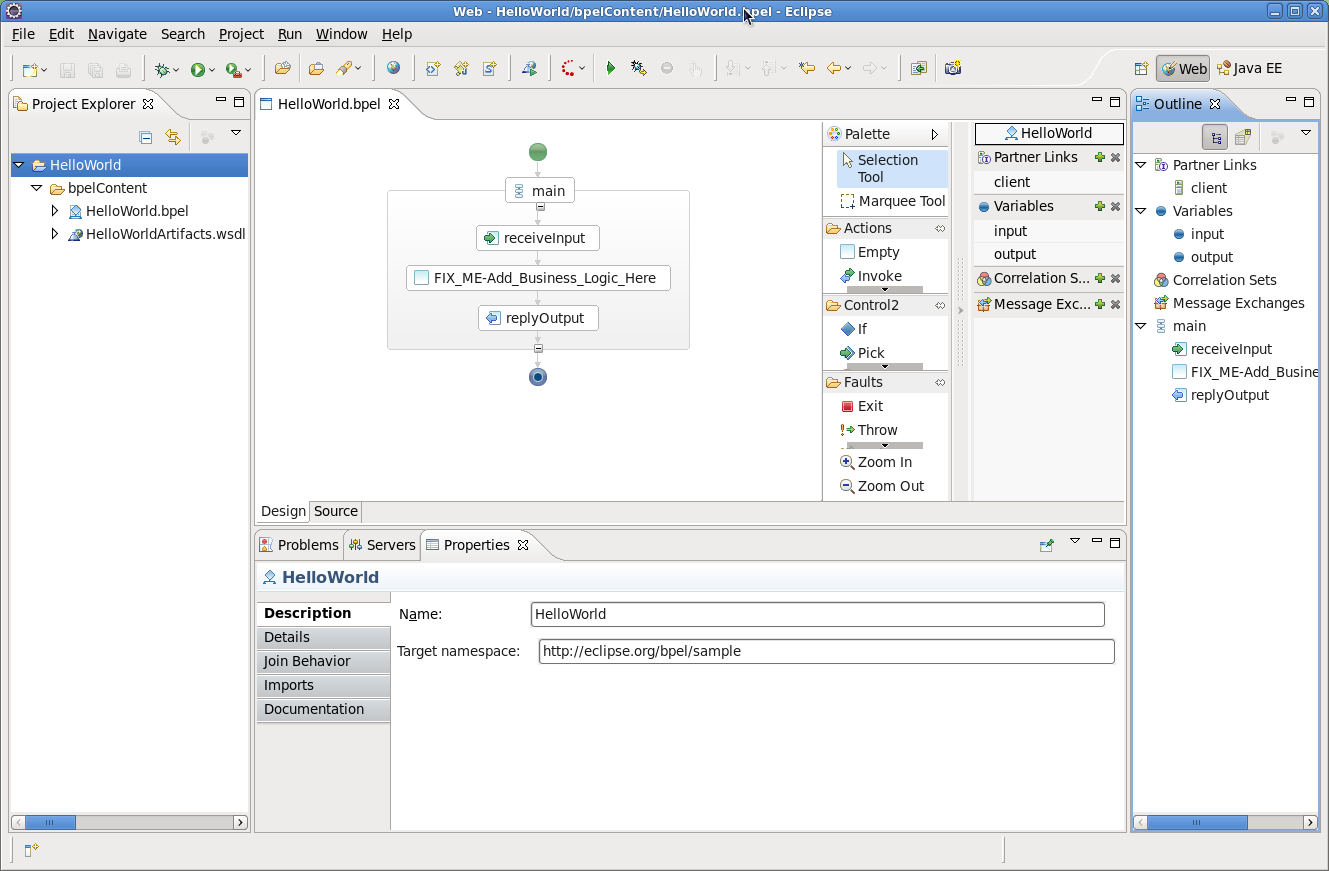 Web - HelloWorld/bpelContent/HelloWorld.bpel - Eclipse
File Edit Navigate Search Project Run Window Help
Web Java EE
Project Explorer
HelloWorld
bpelContent
HelloWorld.bpel
HelloWorldArtifacts.wsdl
HelloWorld.bpel
main
receiveInput
FIX_ME-Add_Business_Logic_Here
replyOutput
Palette
Selection
Tool
Marquee Tool
Actions
Empty
Invoke
Control2
If
Pick
Faults
Exit
Throw
Zoom In
Zoom Out
HelloWorld
Partner Links
client
Variables
input
output
Correlation S...
Message Exc...
Design Source
Outline
Partner Links
client
Variables
input
output
Correlation Sets
Message Exchanges
main
receiveInput
FIX_ME-Add_Busine
replyOutput
Problems Servers Properties
HelloWorld
Description
Details
Join Behavior
Imports
Documentation
Name: HelloWorld
Target namespace: http://eclipse.org/bpel/sample